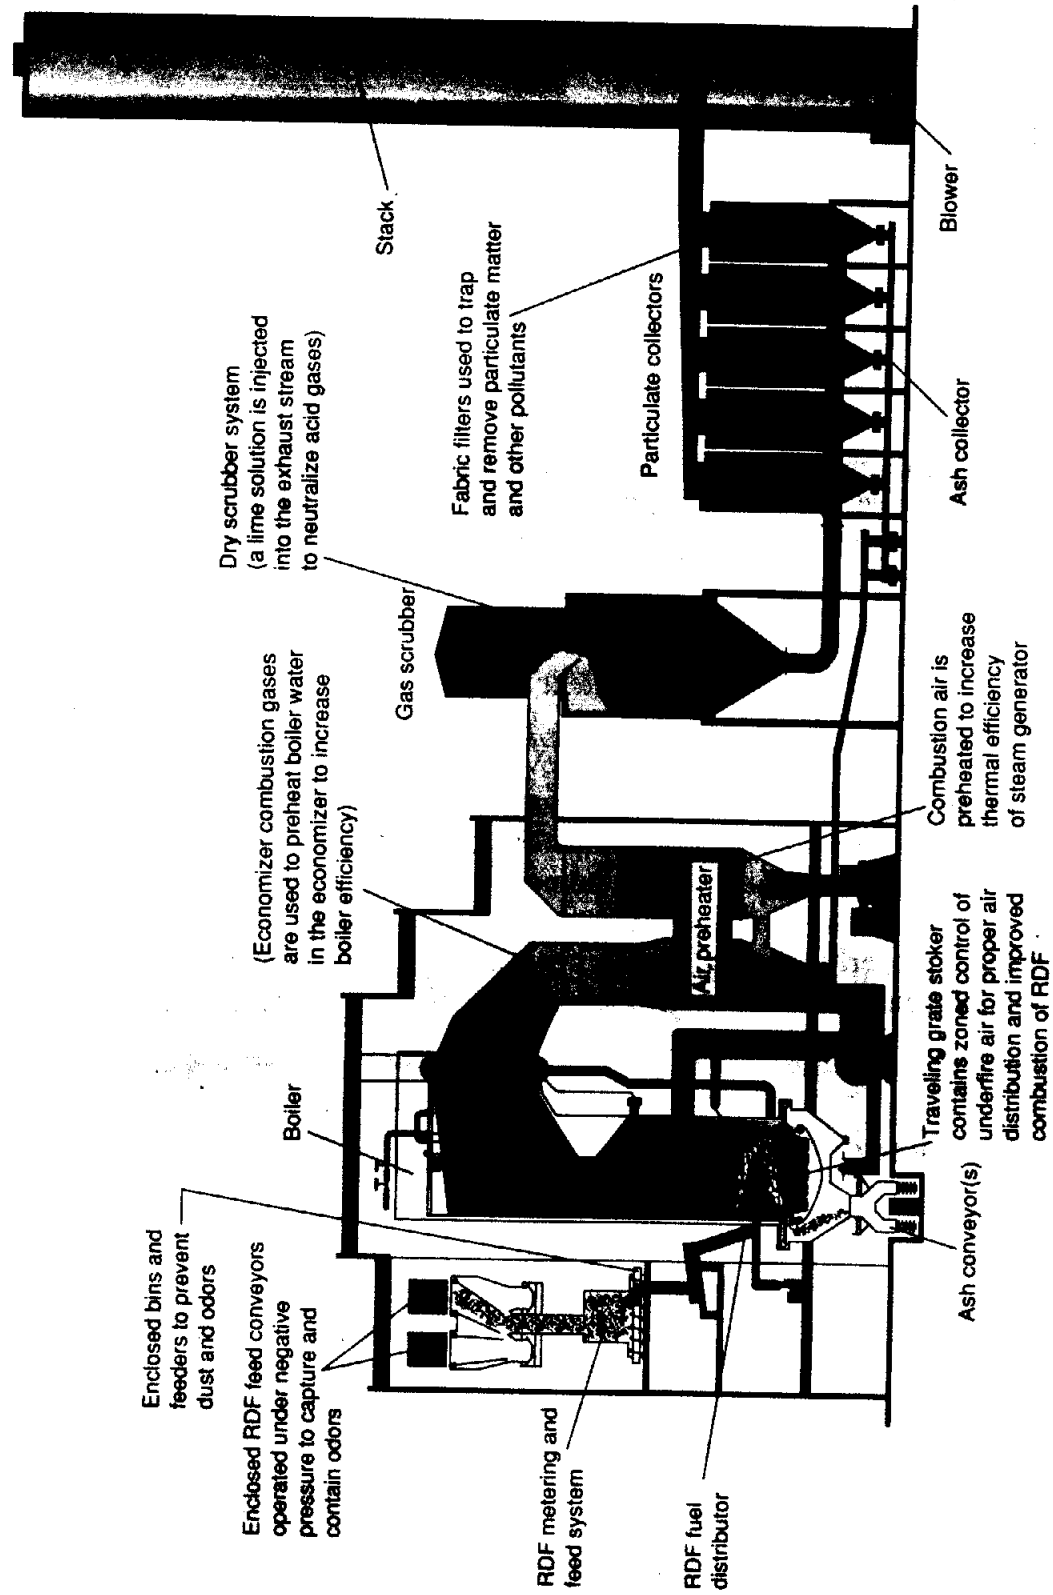 Enclosed bins and
feeders to prevent
dust and odors
Enclosed RDF feed conveyors
operated under negative
pressure to capture and
contain odors
RDF metering and
feed system
RDF fuel
distributor
Boiler
(Economizer combustion gases
are used to preheat boiler water
in the economizer to increase
boiler efficiency)
Gas scrubber
Dry scrubber system
(a lime solution is injected
into the exhaust stream
to neutralize acid gases)
Fabric filters used to trap
and remove particulate matter
and other pollutants
Particulate collectors
Stack
Air preheater
Ash conveyor(s)
Traveling grate stoker
contains zoned control of
underfire air for proper air
distribution and improved
combustion of RDF
Combustion air is
preheated to increase
thermal efficiency
of steam generator
Ash collector
Blower